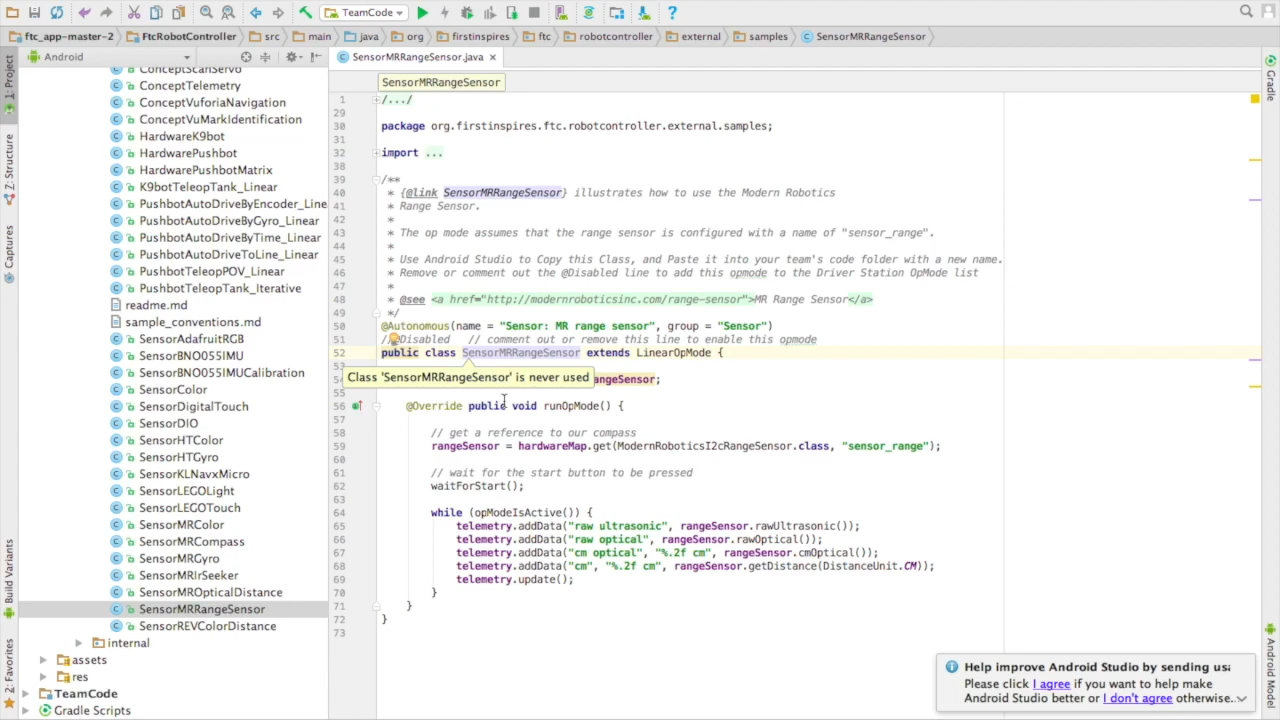 TeamCode
ftc_app-master-2
FtcRobotController
src
main
java
org
firstinspires
ftc
robotcontroller
external
samples
SensorMRRangeSensor
Android
SensorMRRangeSensor.java
1: Project
Z: Structure
Captures
Build Variants
2: Favorites
ConceptScanServo
ConceptTelemetry
ConceptVuforiaNavigation
ConceptVuMarkIdentification
HardwareK9bot
HardwarePushbot
HardwarePushbotMatrix
K9botTeleopTank_Linear
PushbotAutoDriveByEncoder_Line
PushbotAutoDriveByGyro_Linear
PushbotAutoDriveByTime_Linear
PushbotAutoDriveToLine_Linear
PushbotTeleopPOV_Linear
PushbotTeleopTank_Iterative
readme.md
sample_conventions.md
SensorAdafruitRGB
SensorBNO055IMU
SensorBNO055IMUCalibration
SensorColor
SensorDigitalTouch
SensorDIO
SensorHTColor
SensorHTGyro
SensorKLNavxMicro
SensorLEGOLight
SensorLEGOTouch
SensorMRColor
SensorMRCompass
SensorMRGyro
SensorMRIrSeeker
SensorMROpticalDistance
SensorMRRangeSensor
SensorREVColorDistance
internal
assets
res
TeamCode
Gradle Scripts
SensorMRRangeSensor
1 /.../
29
30 package org.firstinspires.ftc.robotcontroller.external.samples;
31
32 import ...
38
39 /**
40 * {@link SensorMRRangeSensor} illustrates how to use the Modern Robotics
41 * Range Sensor.
42 *
43 * The op mode assumes that the range sensor is configured with a name of "sensor_range".
44 *
45 * Use Android Studio to Copy this Class, and Paste it into your team's code folder with a new name.
46 * Remove or comment out the @Disabled line to add this opmode to the Driver Station OpMode list
47 *
48 * @see <a href="http://modernroboticsinc.com/range-sensor">MR Range Sensor</a>
49 */
50 @Autonomous(name = "Sensor: MR range sensor", group = "Sensor")
51 //@Disabled // comment out or remove this line to enable this opmode
52 public class SensorMRRangeSensor extends LinearOpMode {
53
Class 'SensorMRRangeSensor' is never used
angeSensor;
55
56 @Override public void runOpMode() {
57
58 // get a reference to our compass
59 rangeSensor = hardwareMap.get(ModernRoboticsI2cRangeSensor.class, "sensor_range");
60
61 // wait for the start button to be pressed
62 waitForStart();
63
64 while (opModeIsActive()) {
65 telemetry.addData("raw ultrasonic", rangeSensor.rawUltrasonic());
66 telemetry.addData("raw optical", rangeSensor.rawOptical());
67 telemetry.addData("cm optical", "%.2f cm", rangeSensor.cmOptical());
68 telemetry.addData("cm", "%.2f cm", rangeSensor.getDistance(DistanceUnit.CM));
69 telemetry.update();
70 }
71 }
72 }
73
Gradle
Android Model
Help improve Android Studio by sending usa
Please click I agree if you want to help make
Android Studio better or I don't agree otherwise...